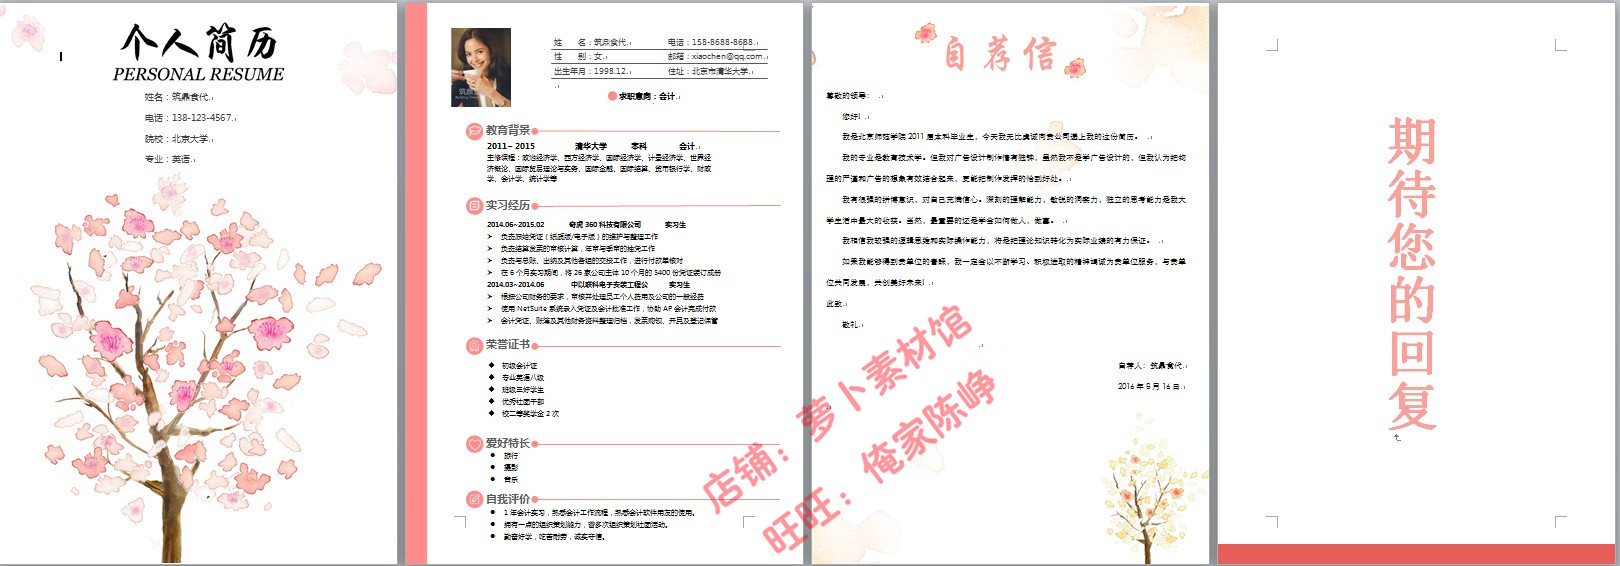 个人简历
PERSONAL RESUME
姓名：筑鼎食代
电话：138-123-4567
院校：北京大学
专业：英语
姓 名：筑鼎食代 电话：158-8688-8688
性 别：女 邮箱：xiaochen@qq.com
出生年月：1998.12 住址：北京市清华大学
求职意向：会计
教育背景
2011– 2015 清华大学 本科 会计
主修课程：政治经济学、西方经济学、国际经济学、计量经济学、世界经
济概论、国际贸易理论与实务、国际金融、国际结算、货币银行学、财政
学、会计学、统计学等
实习经历
2014.06~2015.02 奇虎 360 科技有限公司 实习生
负责原始凭证（纸质版/电子版）的维护与整理工作
负责结算发票的审核计算，年审与季审的抽凭工作
负责与总账、出纳及其他各组的交接工作，进行付款单核对
在 6 个月实习期间，将 26 家公司主体 10 个月的 5400 份凭证装订成册
2014.03~2014.06 中以联科电子安装工程公 实习生
根据公司财务的要求，审核并处理员工个人费用及公司的一般经费
使用 NetSuite 系统录入凭证及会计批准工作，协助 AP 会计完成付款
会计凭证、账簿及其他财务资料整理归档，发票购领、开具及登记保管
荣誉证书
初级会计证
专业英语八级
班级三好学生
优秀社团干部
校二等奖学金 2 次
爱好特长
旅行
摄影
音乐
自我评价
1 年会计实习，熟悉会计工作流程，熟悉会计软件用友的使用。
拥有一点的组织策划能力，曾多次组织策划社团活动。
勤奋好学，吃苦耐劳，诚实守信。
自荐信
尊敬的领导：
您好！
我是北京师范学院 2011 届本科毕业生，今天我无比虔诚向贵公司递上我的这份简历。
我的专业是教育技术学。但我对广告设计制作情有独钟，虽然我不是学广告设计的，但我认为把物
理的严谨和广告的想象有效结合起来，更能把制作发挥的恰到好处。
我有很强的拼博意识，对自己充满信心。深刻的理解能力，敏锐的洞察力，独立的思考能力是我大
学生活中最大的收获。当然，最重要的还是学会如何做人，做事。
我相信我较强的逻辑思维和实际操作能力，将是把理论知识转化为实际业绩的有力保证。
如果我能够得到贵单位的青睐，我一定会以不断学习、积极进取的精神竭诚为贵单位服务，与贵单
位共同发展，共创美好未来！
此致
敬礼
自荐人：筑鼎食代
2016 年 8 月 16 日
店铺：萝卜素材馆
旺旺：俺家陈峥
期待您的回复